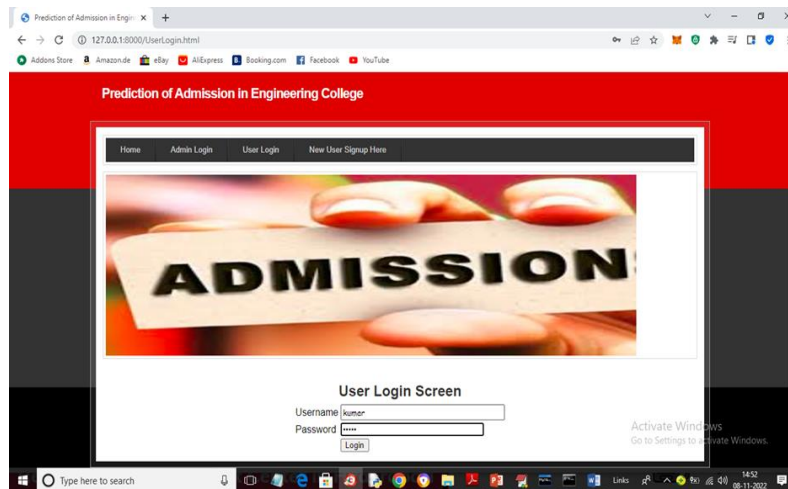 Prediction of Admission in Engin
127.0.0.1:8000/UserLogin.html
Addons Store Amazon.de eBay AliExpress Booking.com Facebook YouTube
Prediction of Admission in Engineering College
Home Admin Login User Login New User Signup Here
ADMISSION
User Login Screen
Username kumar
Password •••••
Login
Activate Windows
Go to Settings to activate Windows.
Type here to search
Links
14:52
08-11-2022